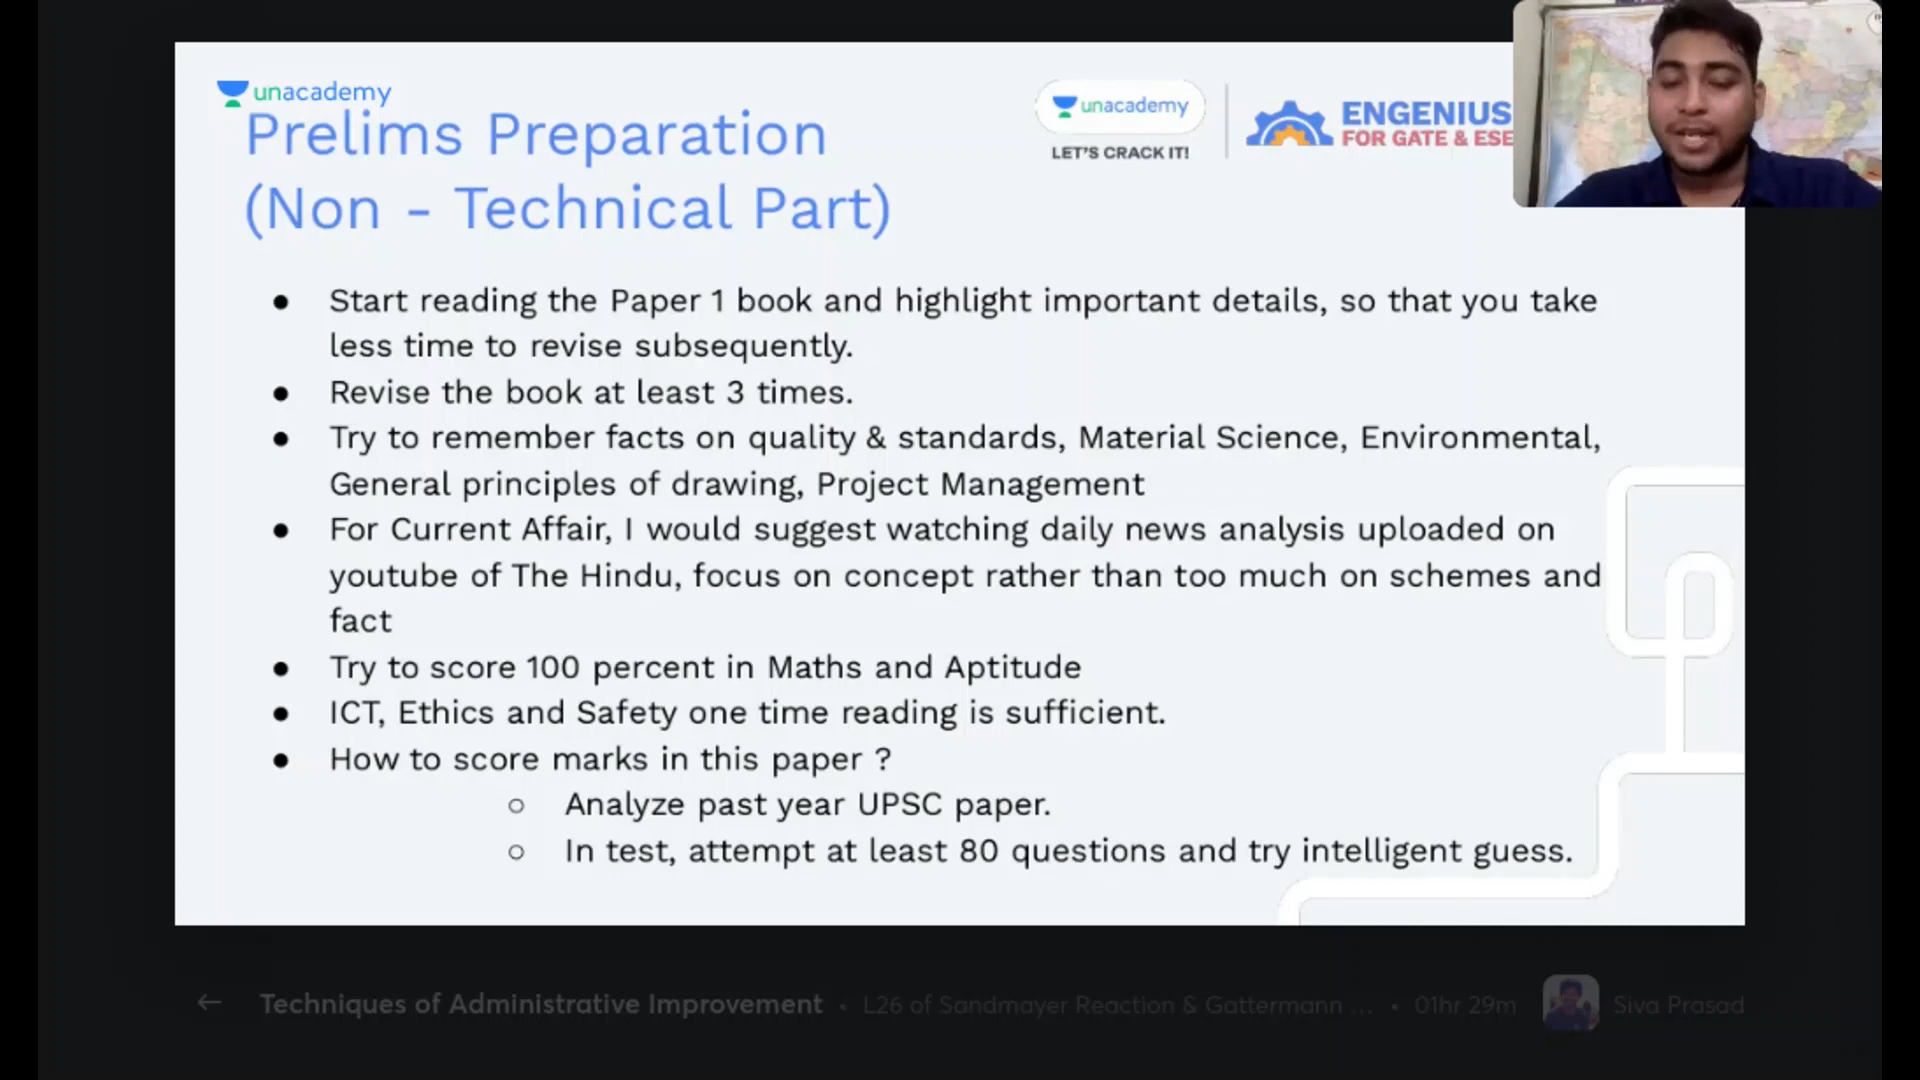 unacademy
Prelims Preparation
(Non - Technical Part)
unacademy
LET'S CRACK IT!
ENGENIUS
FOR GATE & ESE
● Start reading the Paper 1 book and highlight important details, so that you take
less time to revise subsequently.
● Revise the book at least 3 times.
● Try to remember facts on quality & standards, Material Science, Environmental,
General principles of drawing, Project Management
● For Current Affair, I would suggest watching daily news analysis uploaded on
youtube of The Hindu, focus on concept rather than too much on schemes and
fact
● Try to score 100 percent in Maths and Aptitude
● ICT, Ethics and Safety one time reading is sufficient.
● How to score marks in this paper ?
○ Analyze past year UPSC paper.
○ In test, attempt at least 80 questions and try intelligent guess.
← Techniques of Administrative Improvement • L26 of Sandmayer Reaction & Gattermann ... • 01hr 29m Siva Prasad